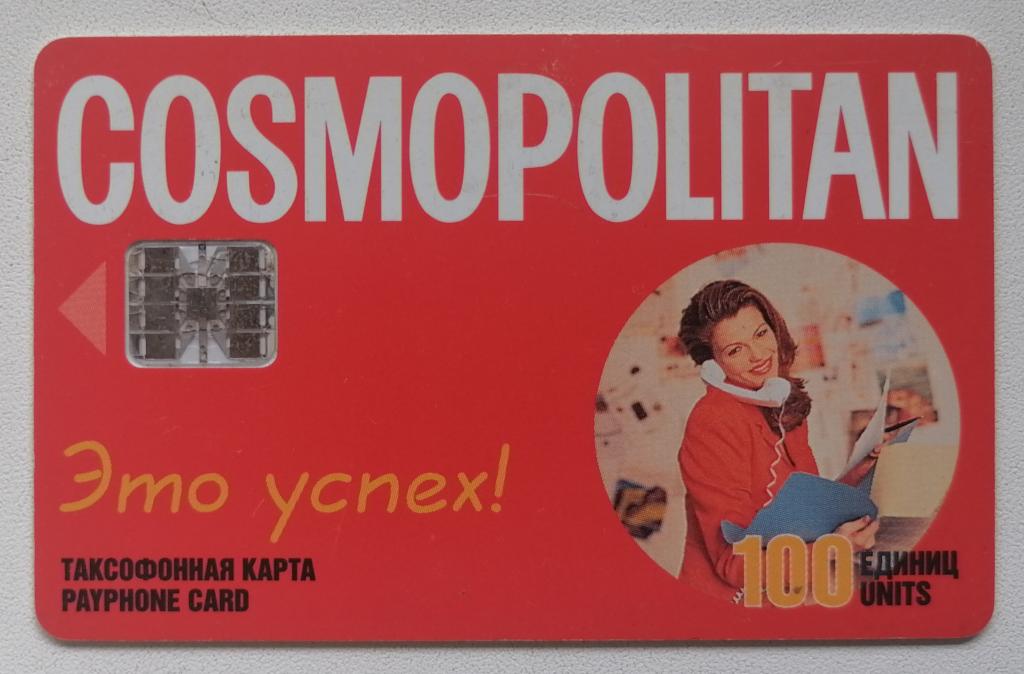 COSMOPOLITAN
Это успех!
ТАКСОФОННАЯ КАРТА
PAYPHONE CARD
100 ЕДИНИЦ
UNITS